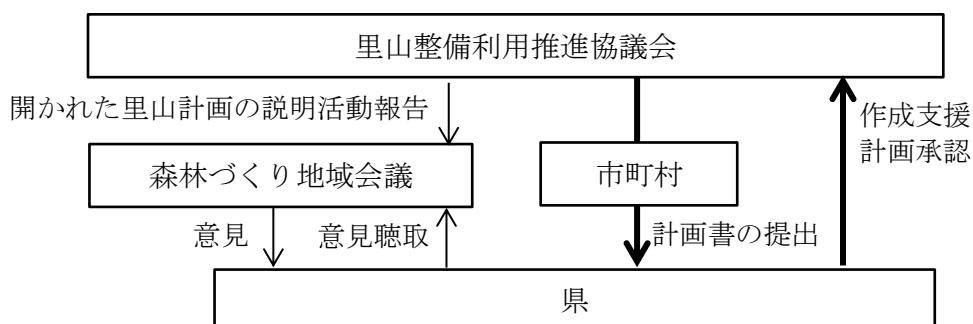 里山整備利用推進協議会
開かれた里山計画の説明活動報告
作成支援
計画承認
森林づくり地域会議
市町村
意見
意見聴取
計画書の提出
県